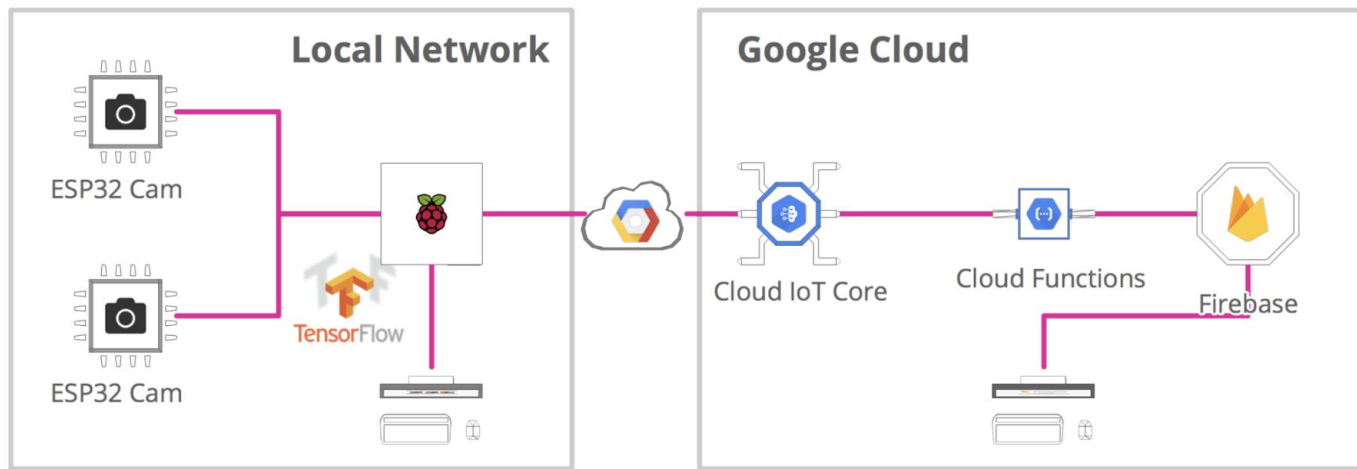 Local Network
Google Cloud
ESP32 Cam
TensorFlow
ESP32 Cam
Cloud IoT Core
Cloud Functions
Firebase